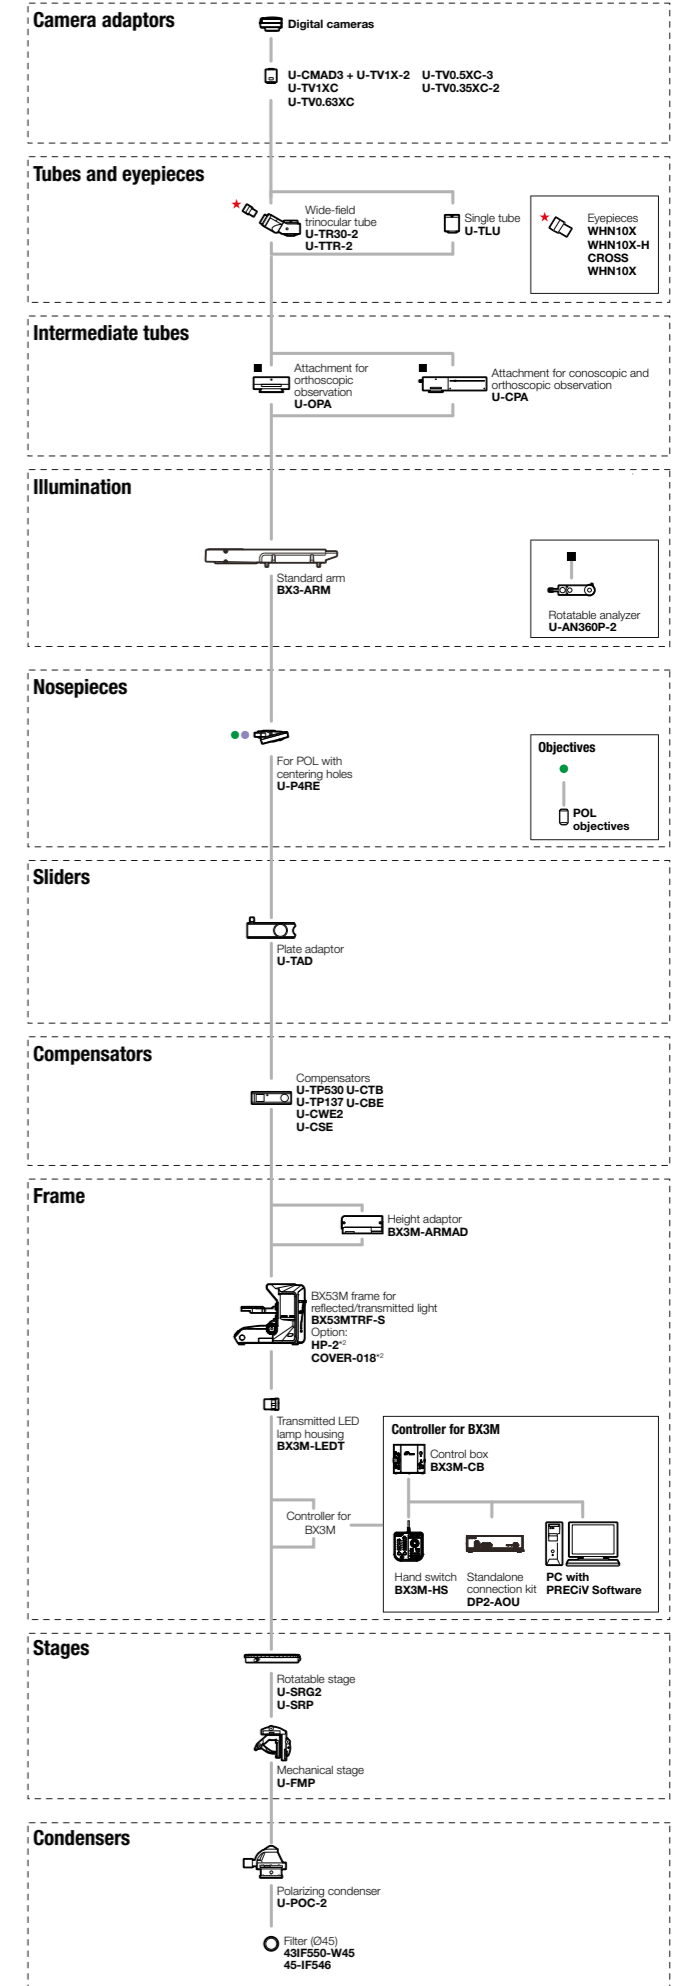 Camera adaptors
Digital cameras
U-CMAD3 + U-TV1X-2 U-TV0.5XC-3
U-TV1XC U-TV0.35XC-2
U-TV0.63XC
Tubes and eyepieces
Wide-field
trinocular tube
U-TR30-2
U-TTR-2
Single tube
U-TLU
Eyepieces
WHN10X
WHN10X-H
CROSS
WHN10X
Intermediate tubes
Attachment for
orthoscopic
observation
U-OPA
Attachment for conoscopic and
orthoscopic observation
U-CPA
Illumination
Standard arm
BX3-ARM
Rotatable analyzer
U-AN360P-2
Nosepieces
For POL with
centering holes
U-P4RE
Objectives
POL
objectives
Sliders
Plate adaptor
U-TAD
Compensators
Compensators
U-TP530 U-CTB
U-TP137 U-CBE
U-CWE2
U-CSE
Frame
Height adaptor
BX3M-ARMAD
BX53M frame for
reflected/transmitted light
BX53MTRF-S
Option:
HP-2*2
COVER-018*2
Transmitted LED
lamp housing
BX3M-LEDT
Controller for
BX3M
Controller for BX3M
Control box
BX3M-CB
Hand switch
BX3M-HS
Standalone
connection kit
DP2-AOU
PC with
PRECiV Software
Stages
Rotatable stage
U-SRG2
U-SRP
Mechanical stage
U-FMP
Condensers
Polarizing condenser
U-POC-2
Filter (Ø45)
43IF550-W45
45-IF546